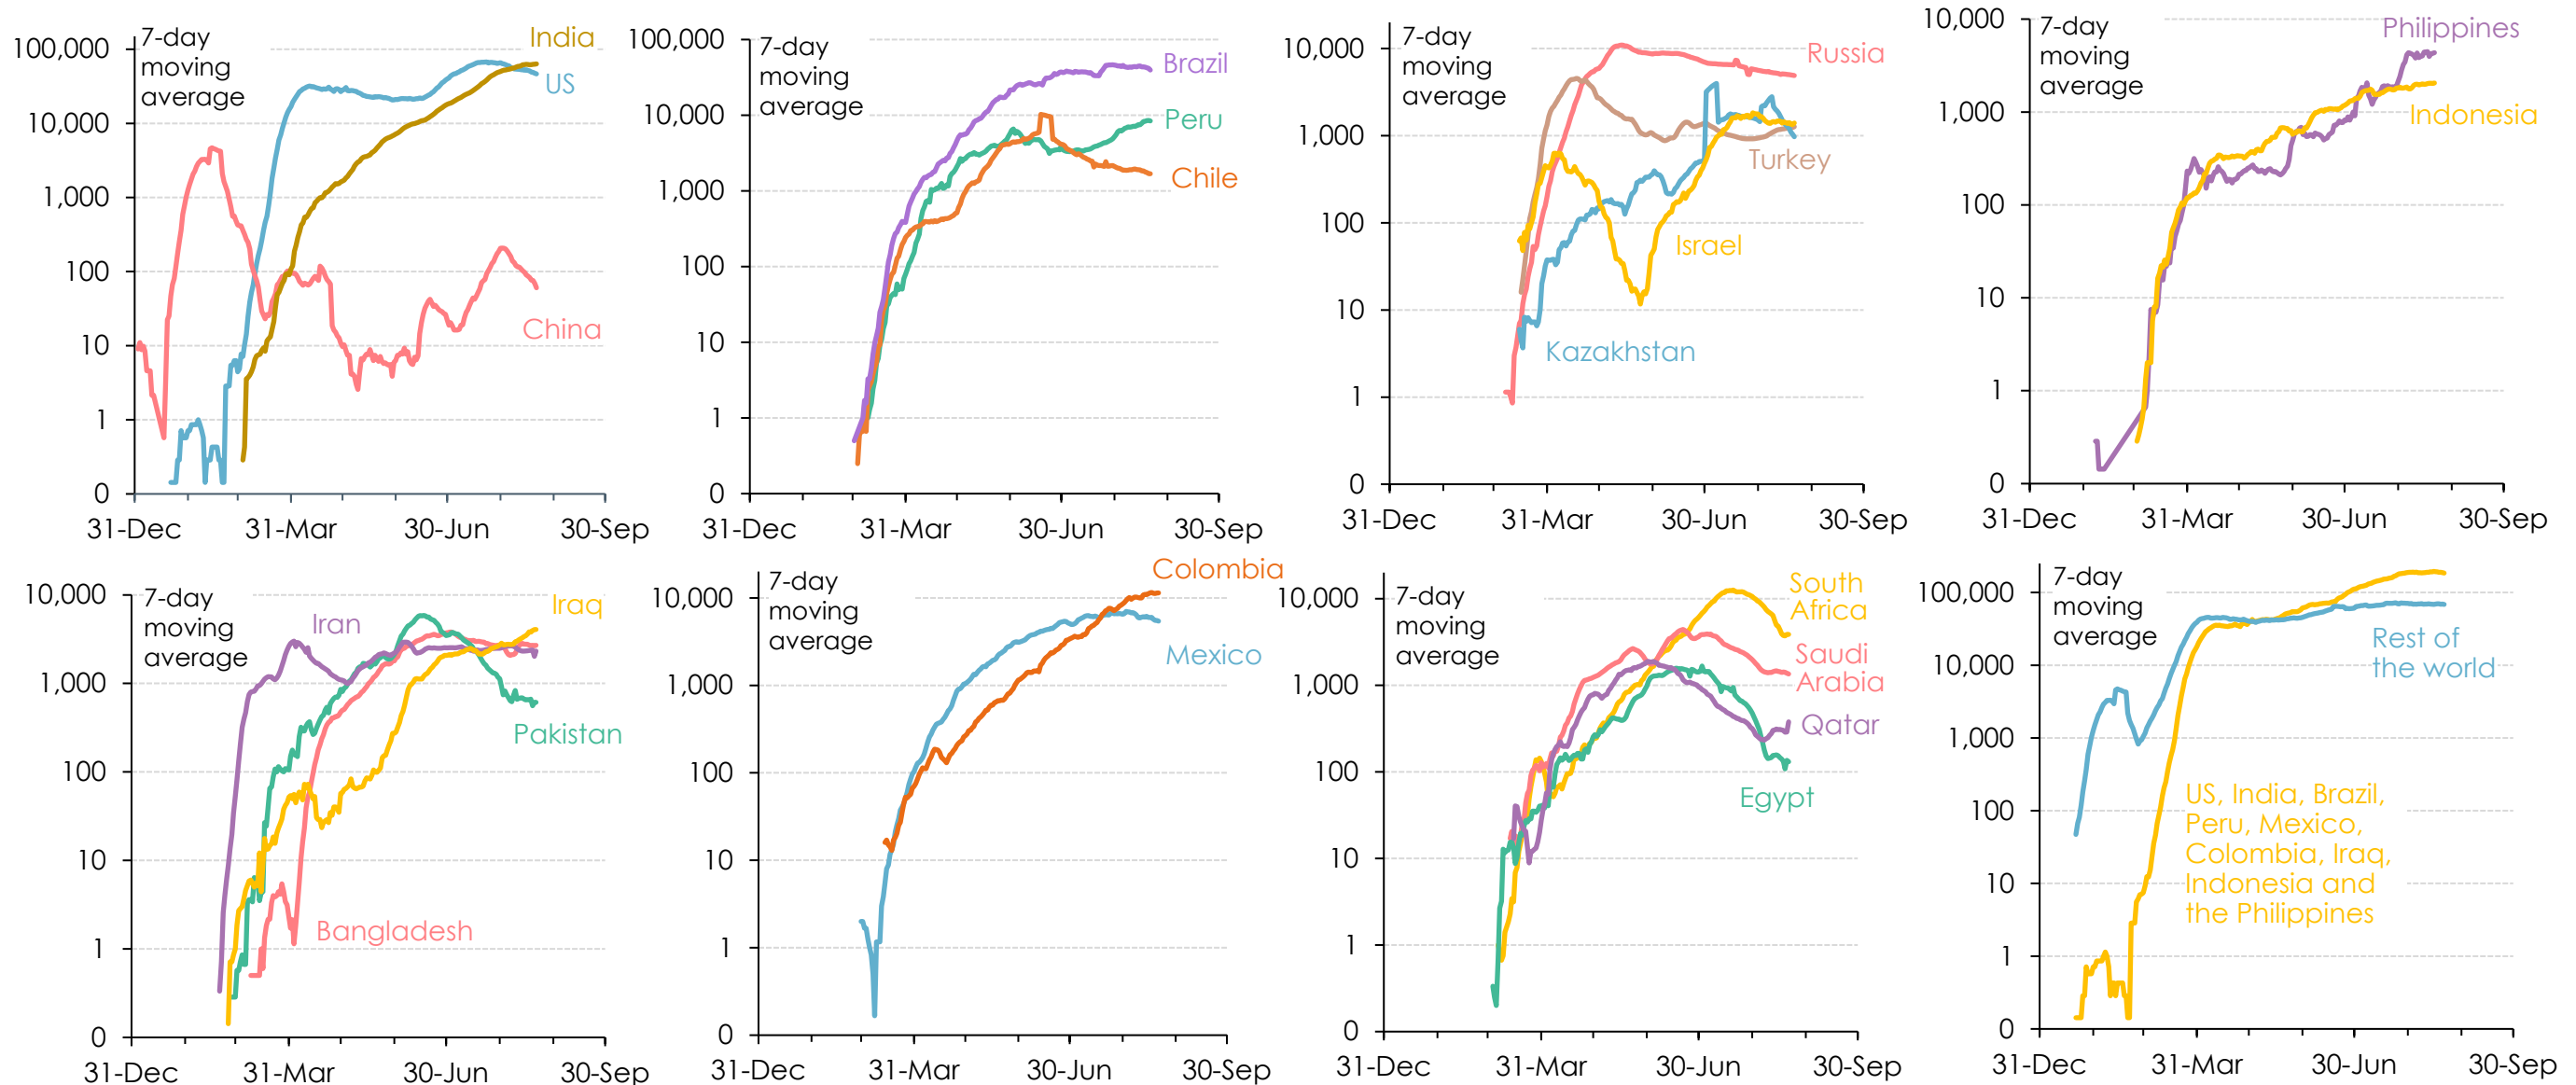 7-day
moving
average
India
US
China
100,000
10,000
1,000
100
10
1
0
31-Dec
31-Mar
30-Jun
30-Sep
7-day
moving
average
Brazil
Peru
Chile
100,000
10,000
1,000
100
10
1
0
31-Dec
31-Mar
30-Jun
30-Sep
7-day
moving
average
Russia
Turkey
Israel
Kazakhstan
10,000
1,000
100
10
1
0
31-Dec
31-Mar
30-Jun
30-Sep
7-day
moving
average
Philippines
Indonesia
10,000
1,000
100
10
1
0
31-Dec
31-Mar
30-Jun
30-Sep
7-day
moving
average
Iraq
Iran
Pakistan
Bangladesh
10,000
1,000
100
10
1
0
31-Dec
31-Mar
30-Jun
30-Sep
7-day
moving
average
Colombia
Mexico
10,000
1,000
100
10
1
0
31-Dec
31-Mar
30-Jun
30-Sep
7-day
moving
average
South
Africa
Saudi
Arabia
Qatar
Egypt
10,000
1,000
100
10
1
0
31-Dec
31-Mar
30-Jun
30-Sep
7-day
moving
average
Rest of
the world
US, India, Brazil,
Peru, Mexico,
Colombia, Iraq,
Indonesia and
the Philippines
100,000
10,000
1,000
100
10
1
0
31-Dec
31-Mar
30-Jun
30-Sep